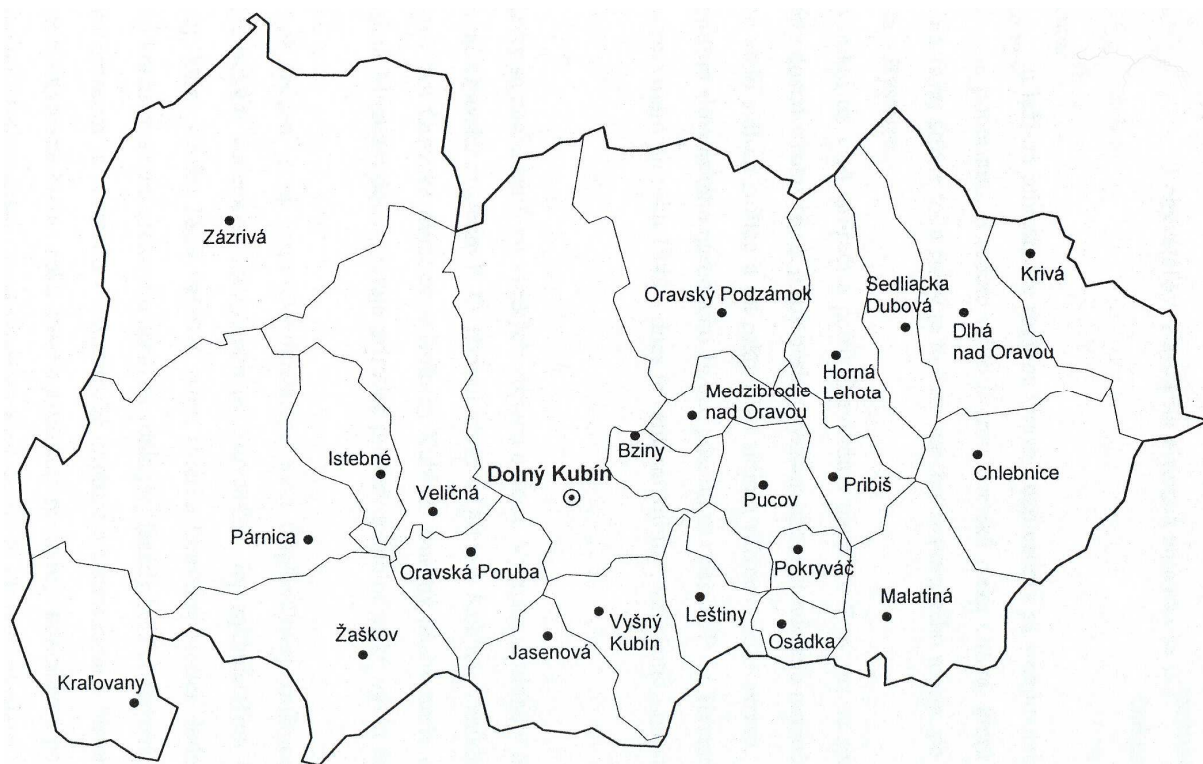 Zázrivá
Krivá
Sedliacka
Dubová
Oravský Podzámok
Dlhá
nad Oravou
Horná
Lehota
Medzibrodie
nad Oravou
Bziny
Istebné
Dolný Kubín
Chlebnice
Veličná
Pucov
Pribiš
Párnica
Oravská Poruba
Pokryváč
Malatiná
Leštiny
Vyšný
Kubín
Osádka
Žaškov
Jasenová
Kraľovany